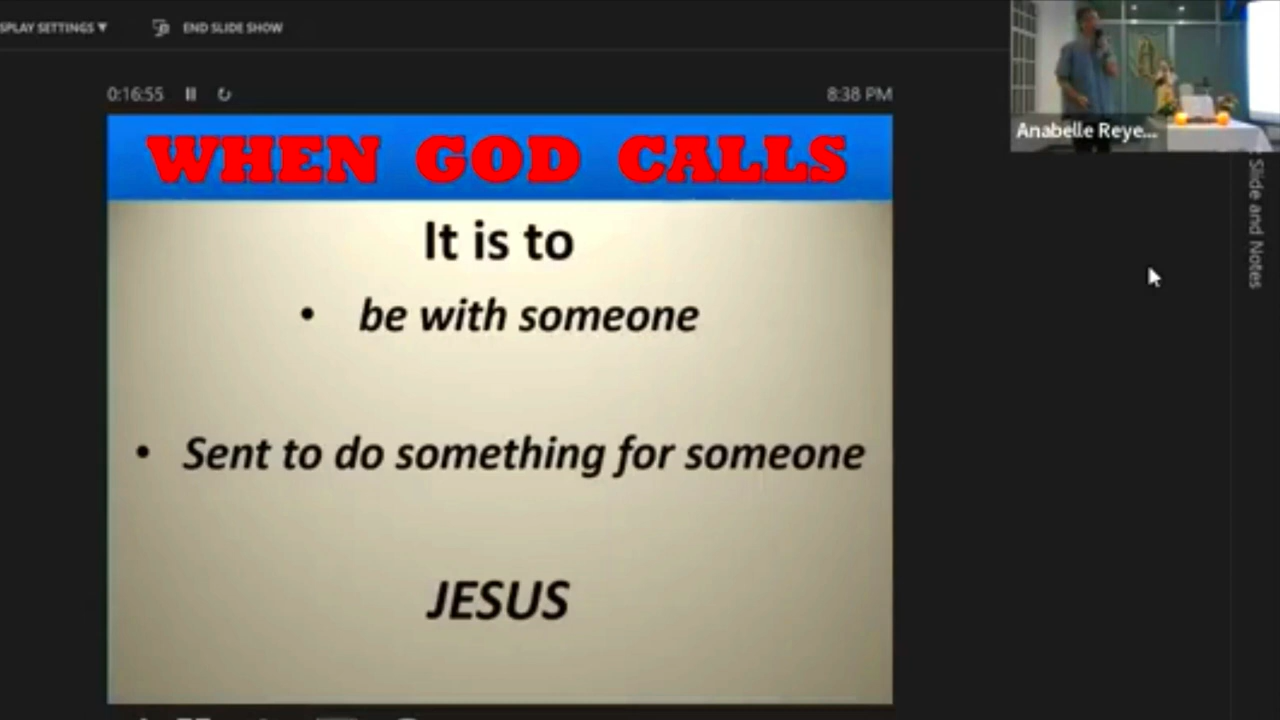 SPLAY SETTINGS ▼ END SLIDE SHOW
0:16:55
8:38 PM
Anabelle Reye...
WHEN GOD CALLS
It is to
• be with someone
• Sent to do something for someone
JESUS
Slide and Notes